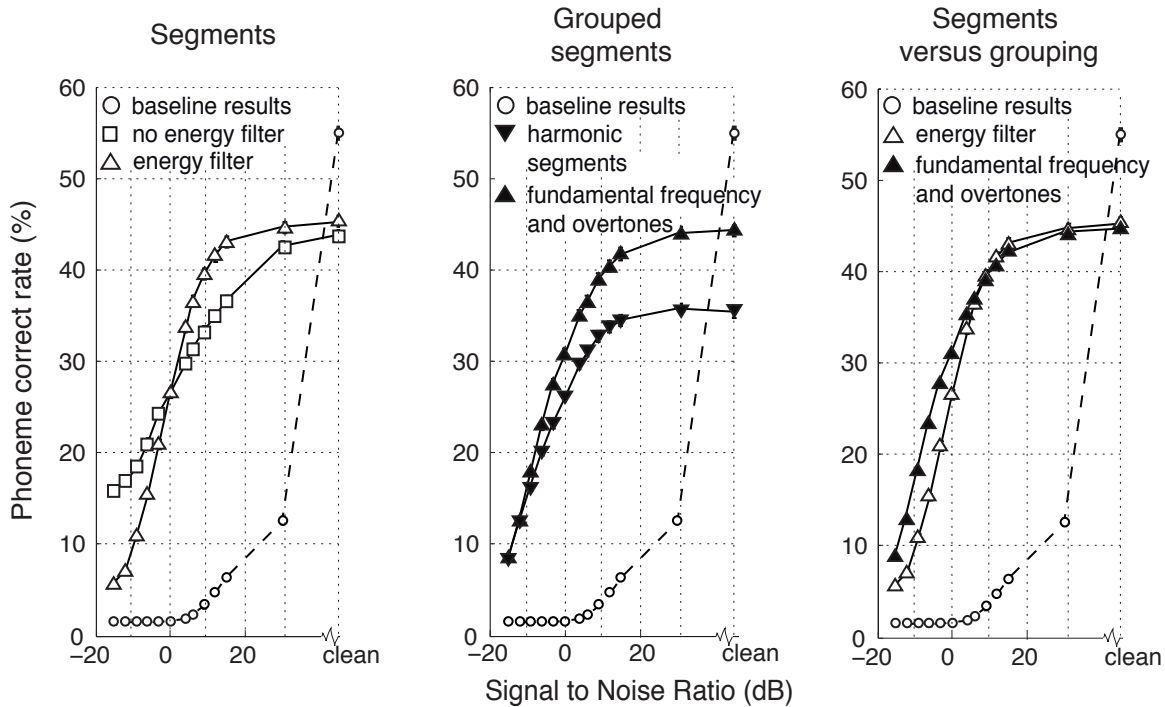 Segments
Grouped
segments
Segments
versus grouping
Phoneme correct rate (%)
60
50
40
30
20
10
0
baseline results
no energy filter
energy filter
−20
0
20
clean
60
50
40
30
20
10
0
baseline results
harmonic
segments
fundamental frequency
and overtones
−20
0
20
clean
60
50
40
30
20
10
0
baseline results
energy filter
fundamental frequency
and overtones
−20
0
20
clean
Signal to Noise Ratio (dB)